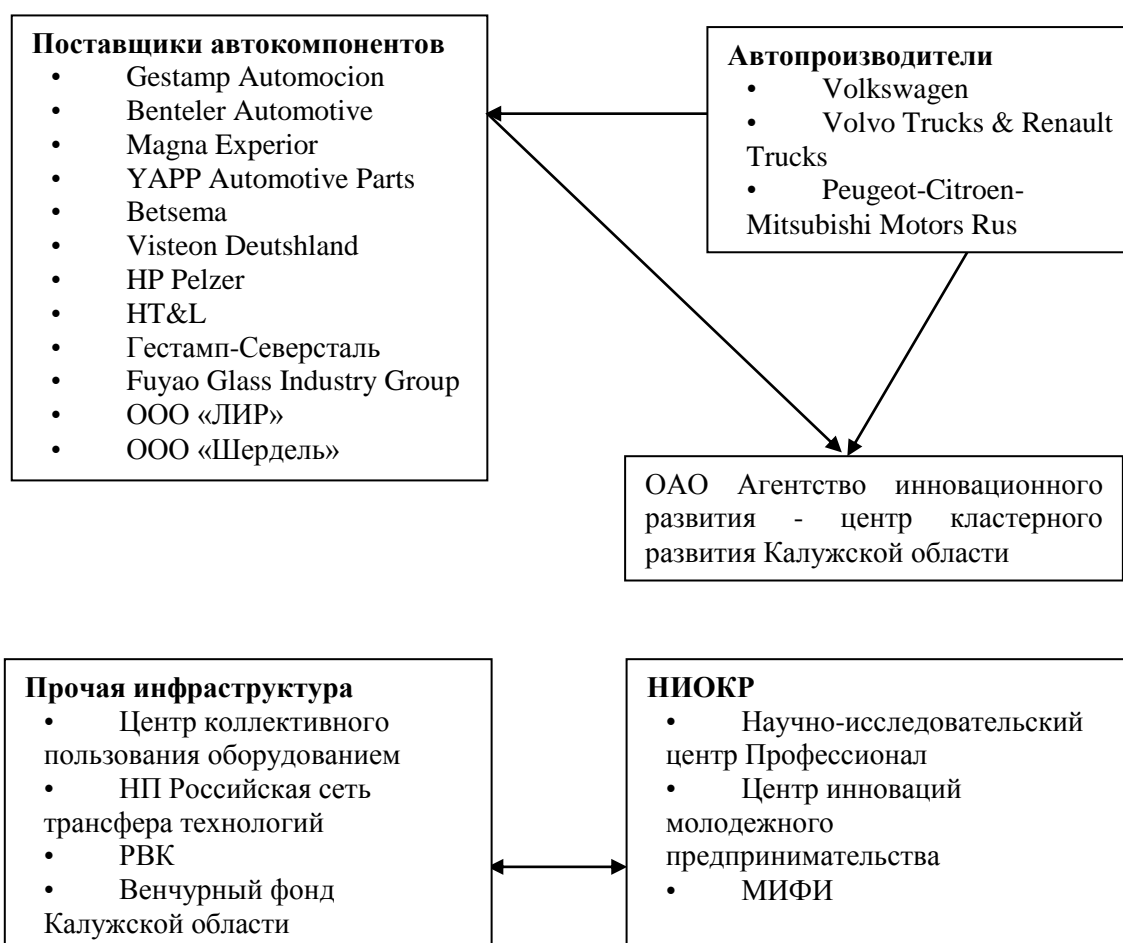 Поставщики автокомпонентов
• Gestamp Automocion
• Benteler Automotive
• Magna Experior
• YAPP Automotive Parts
• Betsema
• Visteon Deutshland
• HP Pelzer
• HT&L
• Гестамп-Северсталь
• Fuyao Glass Industry Group
• ООО «ЛИР»
• ООО «Шердель»
Автопроизводители
• Volkswagen
• Volvo Trucks & Renault
Trucks
• Peugeot-Citroen-
Mitsubishi Motors Rus
ОАО Агентство инновационного
развития - центр кластерного
развития Калужской области
Прочая инфраструктура
• Центр коллективного
пользования оборудованием
• НП Российская сеть
трансфера технологий
• РВК
• Венчурный фонд
Калужской области
НИОКР
• Научно-исследовательский
центр Профессионал
• Центр инноваций
молодежного
предпринимательства
• МИФИ